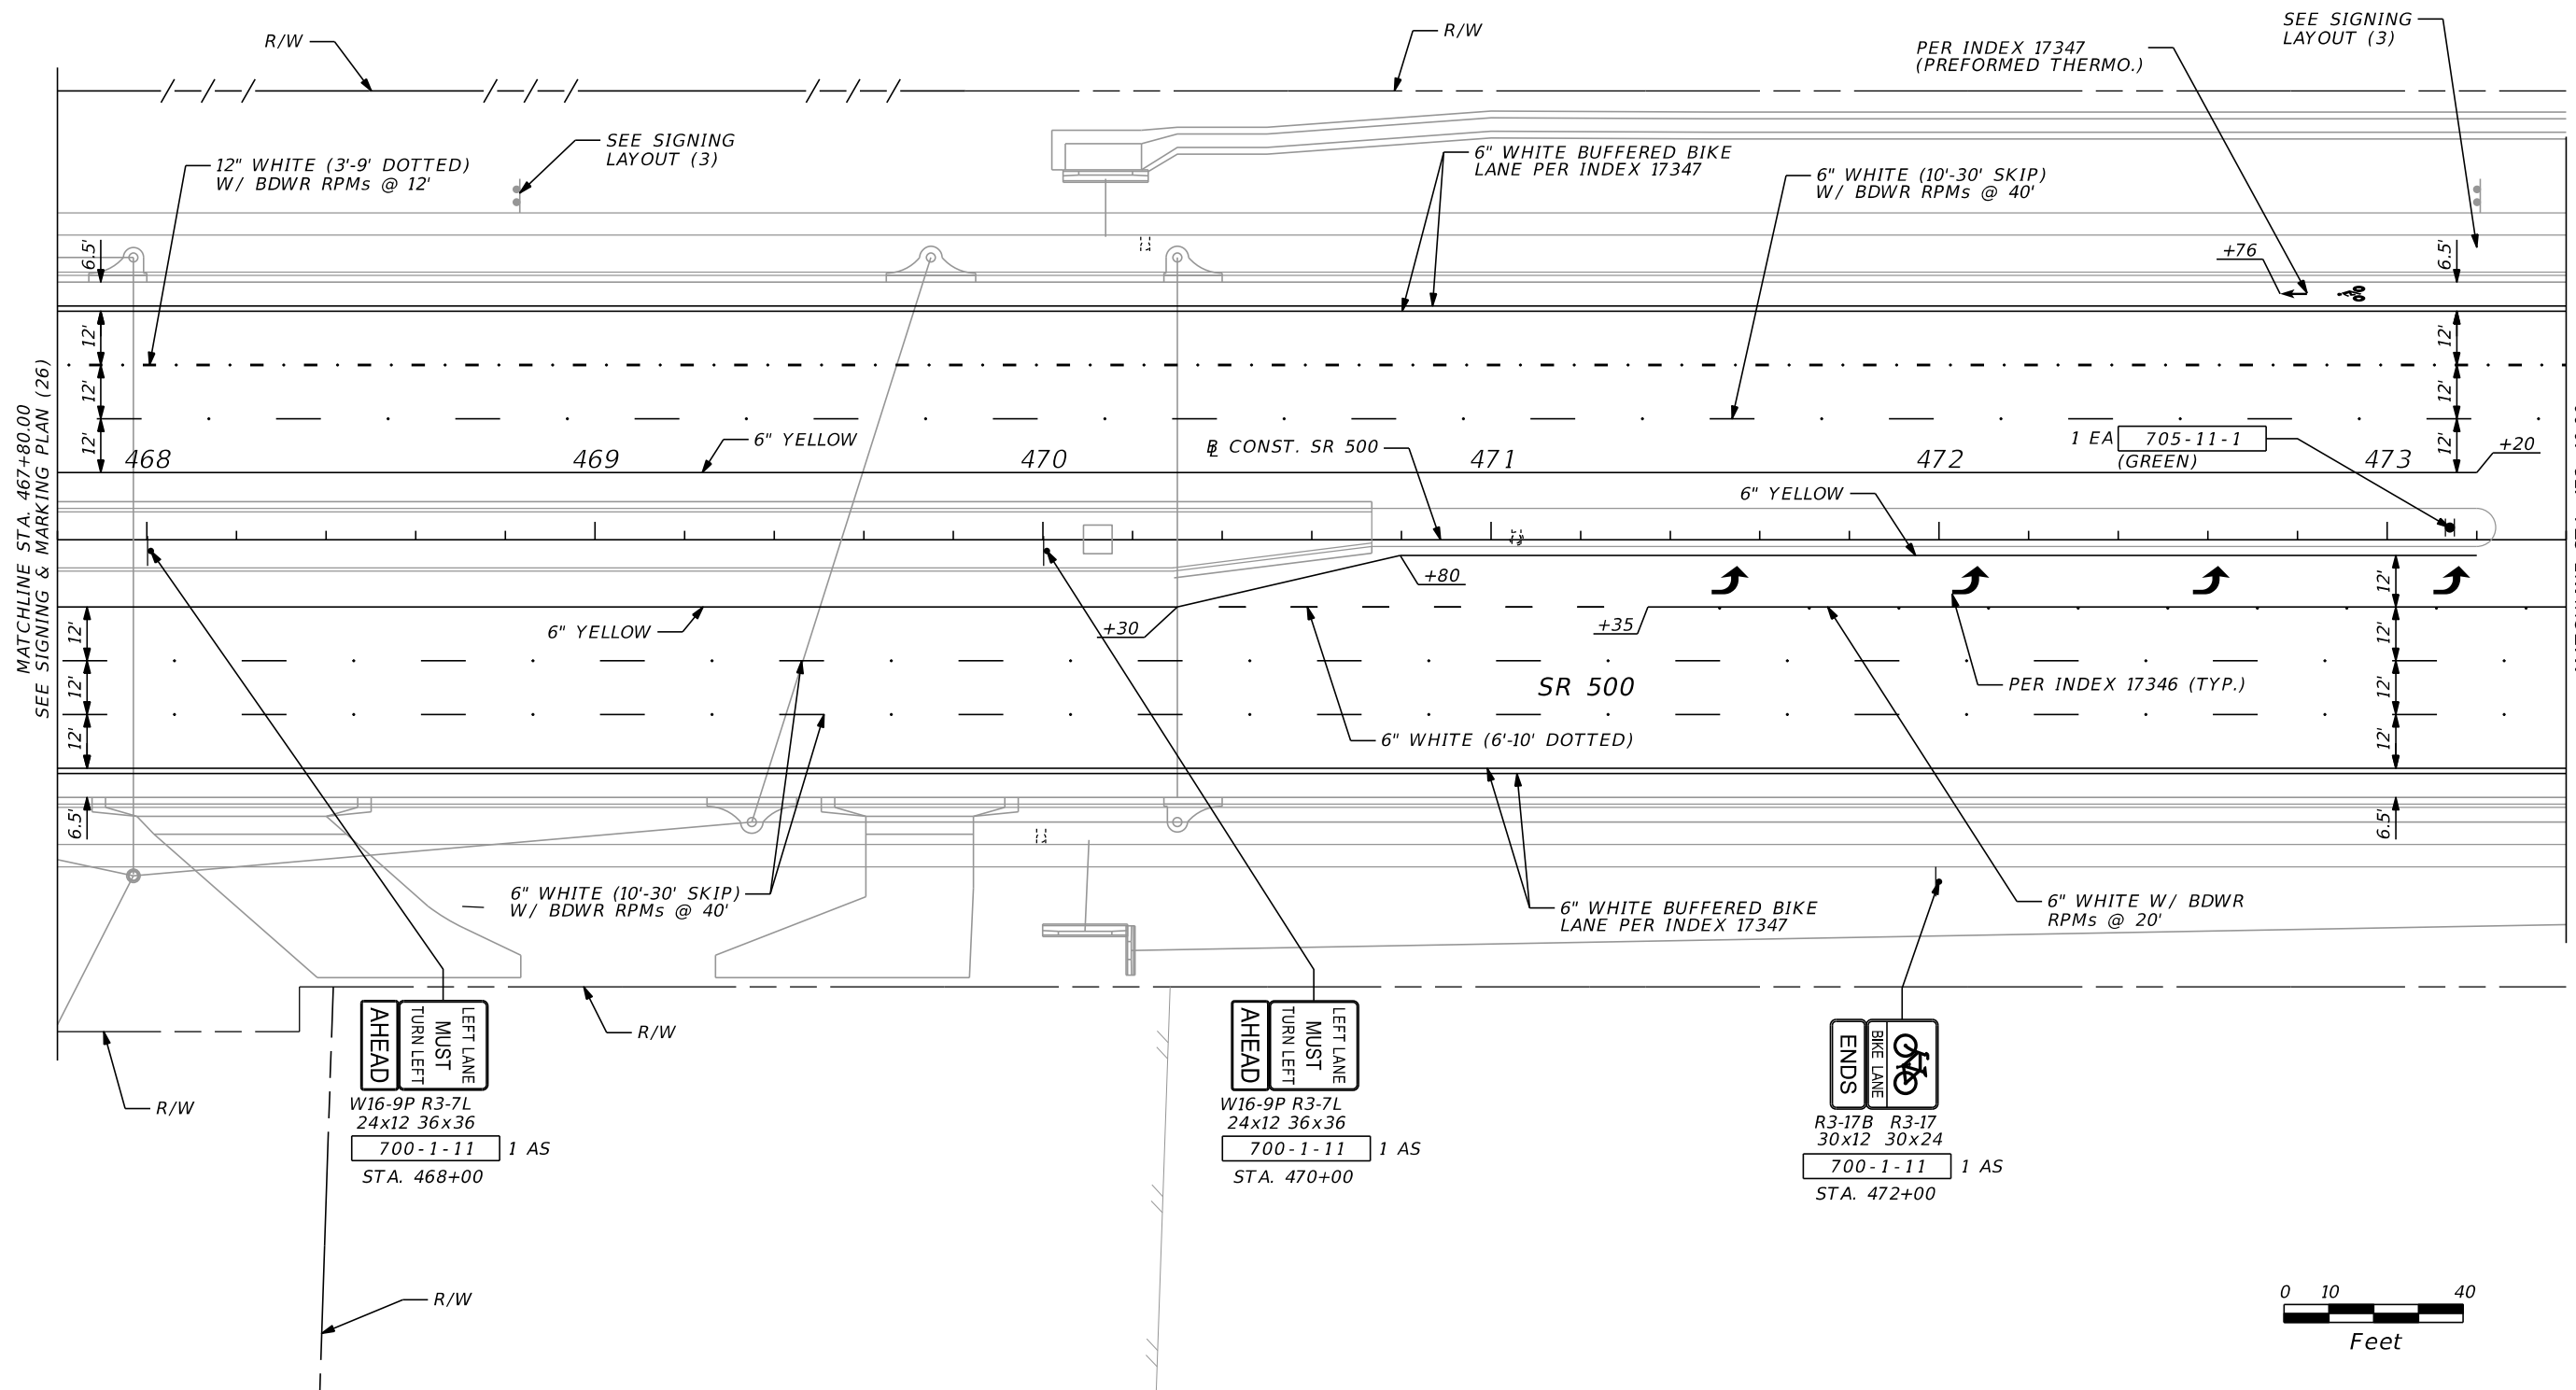 R/W
R/W
SEE SIGNING
LAYOUT (3)
PER INDEX 17347
(PREFORMED THERMO.)
SEE SIGNING
LAYOUT (3)
12" WHITE (3'-9' DOTTED)
W/ BDWR RPMs @ 12'
6" WHITE BUFFERED BIKE
LANE PER INDEX 17347
6" WHITE (10'-30' SKIP)
W/ BDWR RPMs @ 40'
6.5'
+76
6.5'
12'
12'
12'
12'
12'
12'
MATCHLINE STA. 467+80.00
SEE SIGNING & MARKING PLAN (26)
6" YELLOW
BL CONST. SR 500
1 EA 705-11-1
(GREEN)
+20
468
469
470
471
472
473
6" YELLOW
+80
12'
6" YELLOW
+30
+35
12'
12'
12'
12'
12'
12'
SR 500
PER INDEX 17346 (TYP.)
6" WHITE (6'-10' DOTTED)
6.5'
6.5'
6" WHITE (10'-30' SKIP)
W/ BDWR RPMs @ 40'
6" WHITE BUFFERED BIKE
LANE PER INDEX 17347
6" WHITE W/ BDWR
RPMs @ 20'
R/W
R/W
LEFT LANE
MUST
TURN LEFT
AHEAD
W16-9P R3-7L
24x12 36x36
700-1-11 1 AS
STA. 468+00
LEFT LANE
MUST
TURN LEFT
AHEAD
W16-9P R3-7L
24x12 36x36
700-1-11 1 AS
STA. 470+00
BIKE LANE
ENDS
R3-17B R3-17
30x12 30x24
700-1-11 1 AS
STA. 472+00
R/W
0 10 40
Feet